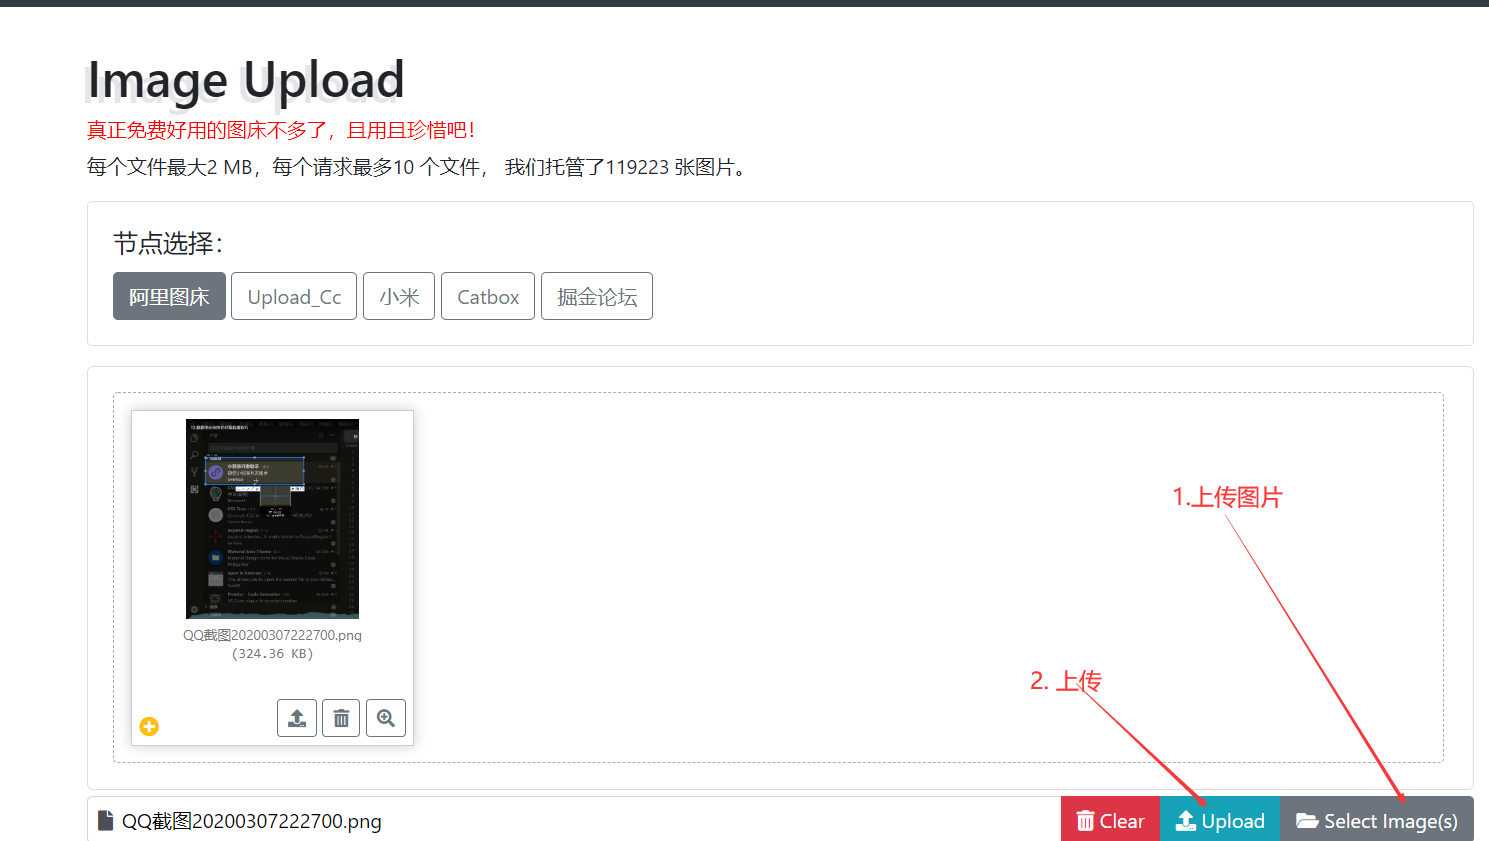 Image Upload
真正免费好用的图床不多了，且用且珍惜吧！
每个文件最大2 MB，每个请求最多10 个文件， 我们托管了119223 张图片。
节点选择：
阿里图床 Upload_Cc 小米 Catbox 掘金论坛
QQ截图20200307222700.png
(324.36 KB)
1.上传图片
2. 上传
QQ截图20200307222700.png
Clear Upload Select Image(s)